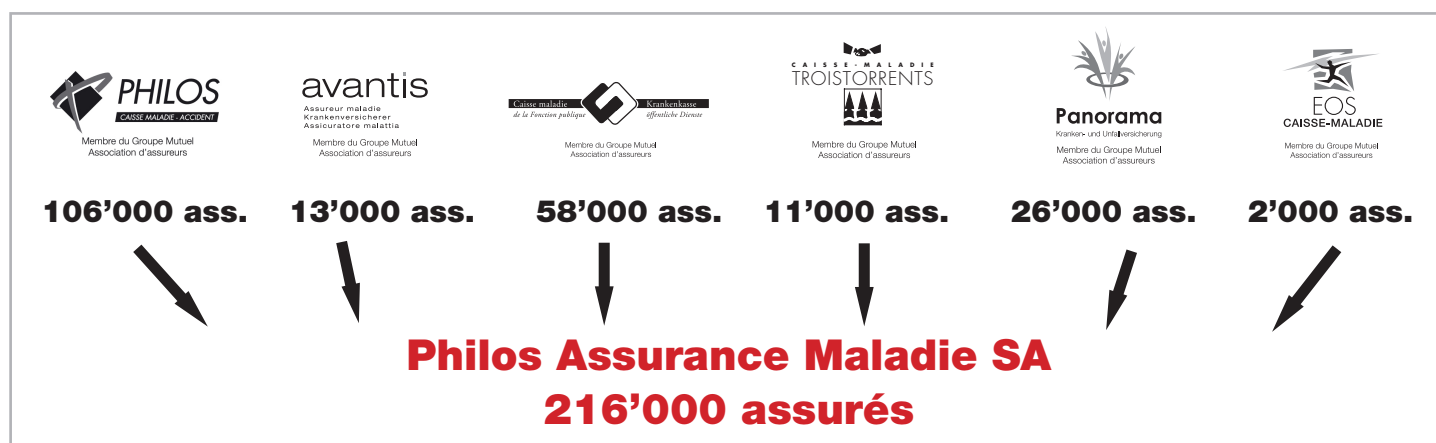 PHILOS
CAISSE MALADIE - ACCIDENT
Membre du Groupe Mutuel
Association d'assureurs
avantis
Assureur maladie
Krankenversicherer
Assicuratore malattia
Membre du Groupe Mutuel
Association d'assureurs
Caisse maladie
de la Fonction publique
Krankenkasse
öffentliche Dienste
Membre du Groupe Mutuel
Association d'assureurs
CAISSE-MALADIE
TROISTORRENTS
Membre du Groupe Mutuel
Association d'assureurs
Panorama
Kranken- und Unfallversicherung
Membre du Groupe Mutuel
Association d'assureurs
EOS
CAISSE-MALADIE
Membre du Groupe Mutuel
Association d'assureurs
106'000 ass. 13'000 ass. 58'000 ass. 11'000 ass. 26'000 ass. 2'000 ass.
Philos Assurance Maladie SA
216'000 assurés